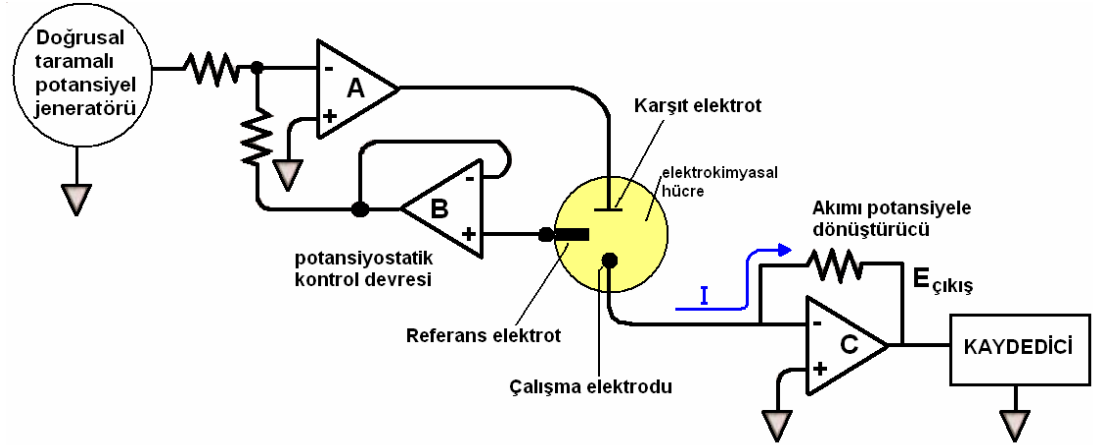 Doğrusal
taramalı
potansiyel
jeneratörü
-
A
+
Karşıt elektrot
elektrokimyasal
hücre
-
B
+
potansiyostatik
kontrol devresi
Akımı potansiyele
dönüştürücü
I
Eçıkış
Referans elektrot
-
C
+
KAYDEDİCİ
Çalışma elektrodu